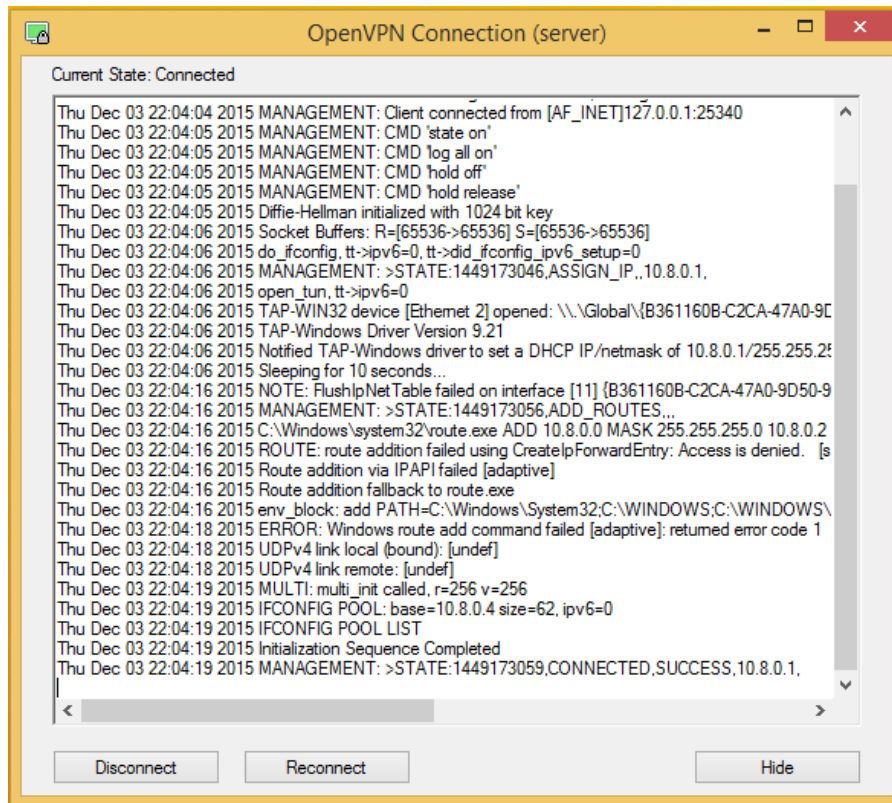 OpenVPN Connection (server)
Current State: Connected
Thu Dec 03 22:04:04 2015 MANAGEMENT: Client connected from [AF_INET]127.0.0.1:25340
Thu Dec 03 22:04:05 2015 MANAGEMENT: CMD 'state on'
Thu Dec 03 22:04:05 2015 MANAGEMENT: CMD 'log all on'
Thu Dec 03 22:04:05 2015 MANAGEMENT: CMD 'hold off'
Thu Dec 03 22:04:05 2015 MANAGEMENT: CMD 'hold release'
Thu Dec 03 22:04:05 2015 Diffie-Hellman initialized with 1024 bit key
Thu Dec 03 22:04:06 2015 Socket Buffers: R=[65536->65536] S=[65536->65536]
Thu Dec 03 22:04:06 2015 do_ifconfig, tt->ipv6=0, tt->did_ifconfig_ipv6_setup=0
Thu Dec 03 22:04:06 2015 MANAGEMENT: >STATE:1449173046,ASSIGN_IP,,10.8.0.1,
Thu Dec 03 22:04:06 2015 open_tun, tt->ipv6=0
Thu Dec 03 22:04:06 2015 TAP-WIN32 device [Ethernet 2] opened: \\.\Global\{B361160B-C2CA-47A0-9D
Thu Dec 03 22:04:06 2015 TAP-Windows Driver Version 9.21
Thu Dec 03 22:04:06 2015 Notified TAP-Windows driver to set a DHCP IP/netmask of 10.8.0.1/255.255.25
Thu Dec 03 22:04:06 2015 Sleeping for 10 seconds...
Thu Dec 03 22:04:16 2015 NOTE: FlushIpNetTable failed on interface [11] {B361160B-C2CA-47A0-9D50-9
Thu Dec 03 22:04:16 2015 MANAGEMENT: >STATE:1449173056,ADD_ROUTES,,,
Thu Dec 03 22:04:16 2015 C:\Windows\system32\route.exe ADD 10.8.0.0 MASK 255.255.255.0 10.8.0.2
Thu Dec 03 22:04:16 2015 ROUTE: route addition failed using CreateIpForwardEntry: Access is denied. [s
Thu Dec 03 22:04:16 2015 Route addition via IPAPI failed [adaptive]
Thu Dec 03 22:04:16 2015 Route addition fallback to route.exe
Thu Dec 03 22:04:16 2015 env_block: add PATH=C:\Windows\System32;C:\WINDOWS;C:\WINDOWS\
Thu Dec 03 22:04:18 2015 ERROR: Windows route add command failed [adaptive]: returned error code 1
Thu Dec 03 22:04:18 2015 UDPv4 link local (bound): [undef]
Thu Dec 03 22:04:18 2015 UDPv4 link remote: [undef]
Thu Dec 03 22:04:19 2015 MULTI: multi_init called, r=256 v=256
Thu Dec 03 22:04:19 2015 IFCONFIG POOL: base=10.8.0.4 size=62, ipv6=0
Thu Dec 03 22:04:19 2015 IFCONFIG POOL LIST
Thu Dec 03 22:04:19 2015 Initialization Sequence Completed
Thu Dec 03 22:04:19 2015 MANAGEMENT: >STATE:1449173059,CONNECTED,SUCCESS,10.8.0.1,
Disconnect Reconnect Hide